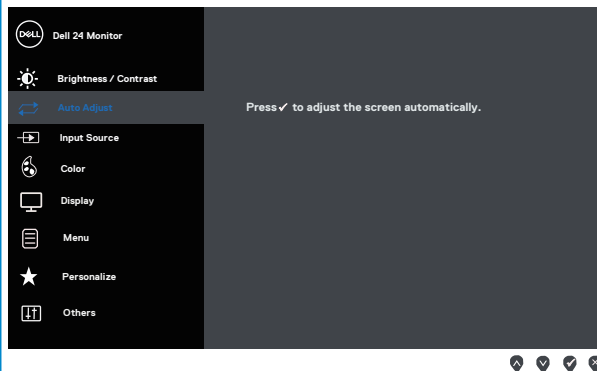 DELL
Dell 24 Monitor
Brightness / Contrast
Auto Adjust
Press ✓ to adjust the screen automatically.
Input Source
Color
Display
Menu
Personalize
Others